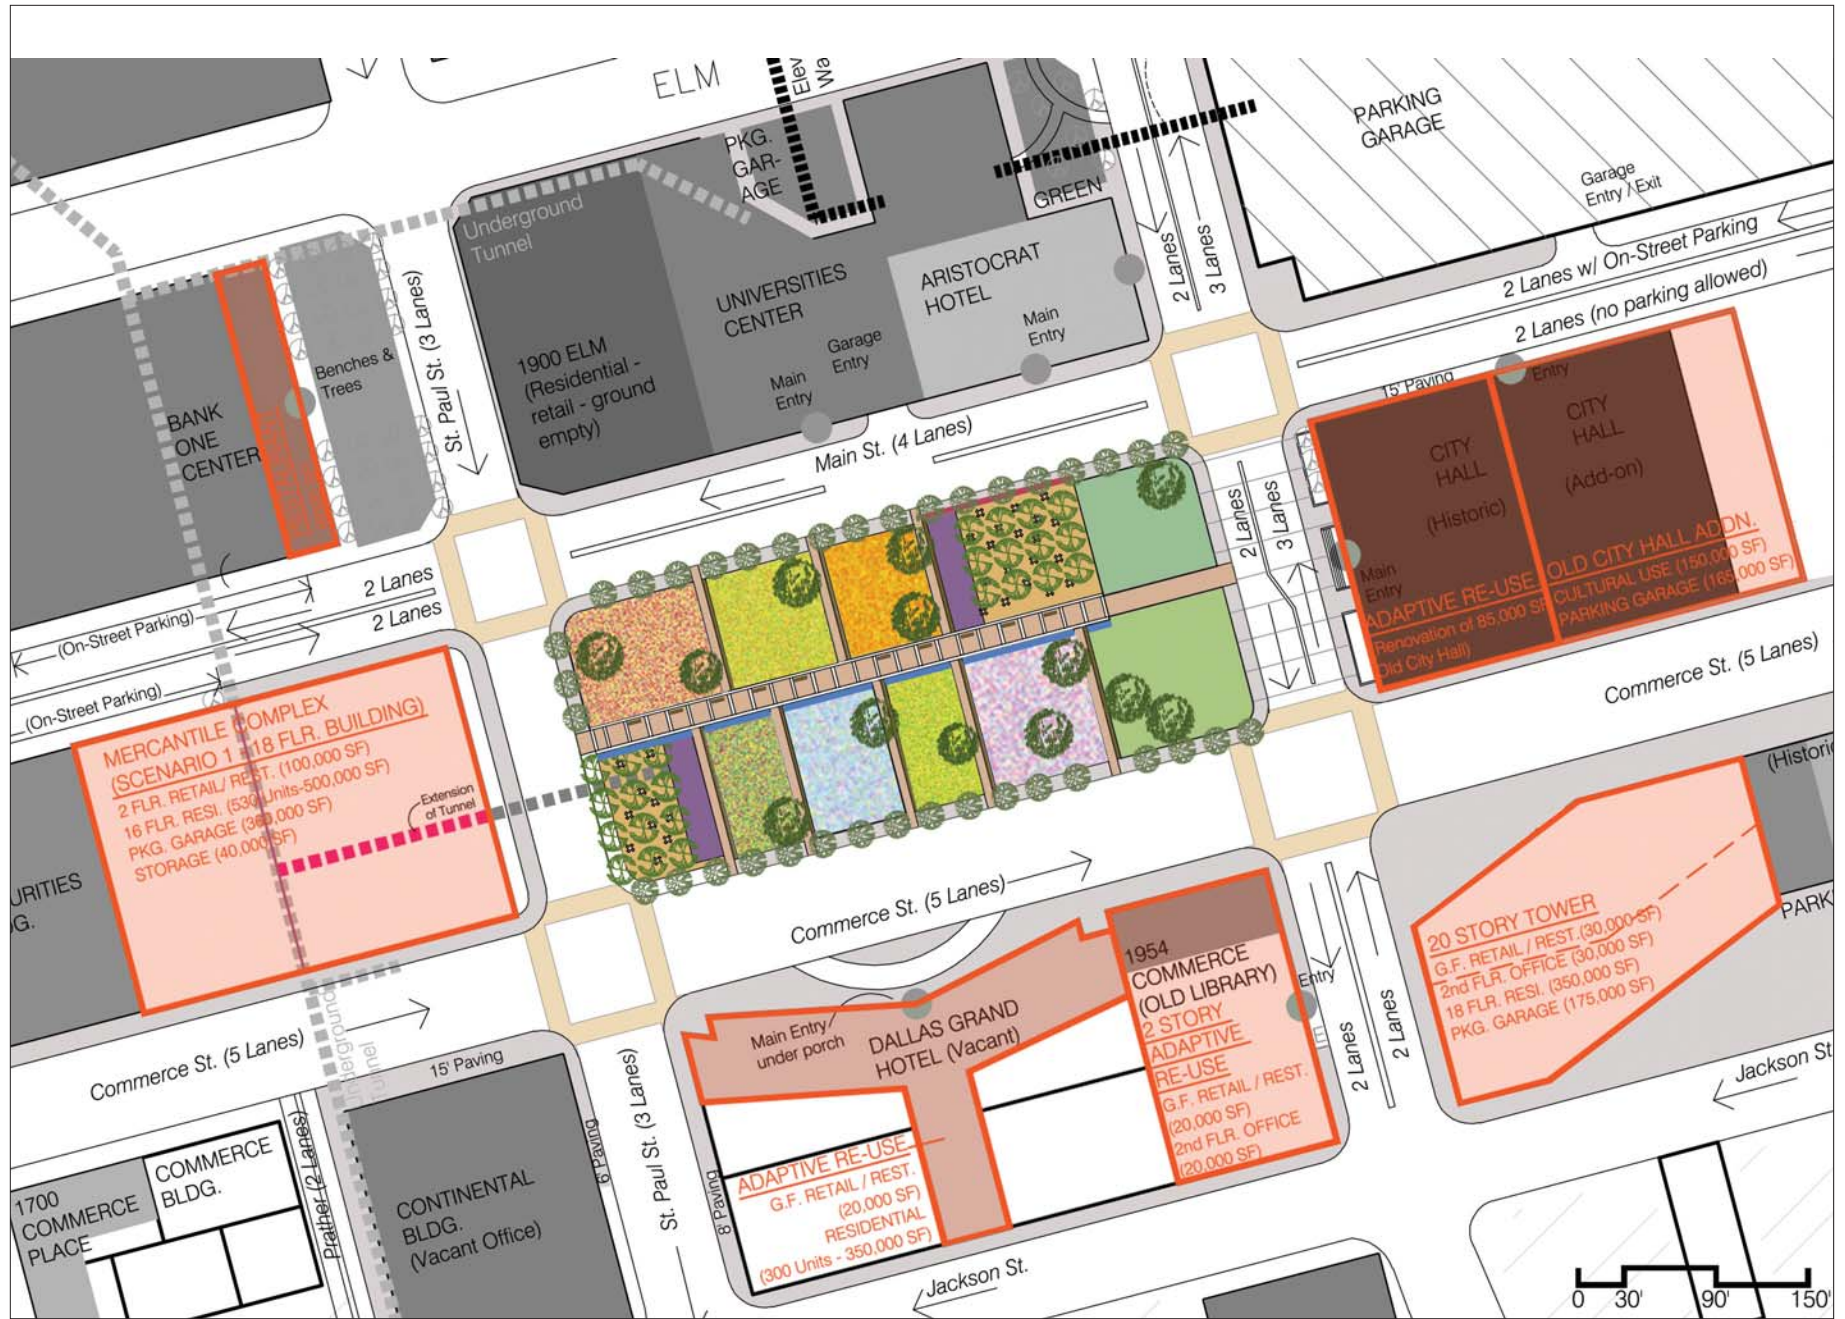 ELM
Elev
Wa
PARKING
GARAGE
Garage
Entry / Exit
PKG.
GAR-
AGE
GREEN
Underground
Tunnel
2 Lanes
3 Lanes
2 Lanes w/ On-Street Parking
2 Lanes (no parking allowed)
St. Paul St. (3 Lanes)
Benches &
Trees
BANK
ONE
CENTER
1900 ELM
(Residential -
retail - ground
empty)
UNIVERSITIES
CENTER
Garage
Entry
Main
Entry
ARISTOCRAT
HOTEL
Main
Entry
15' Paving
Entry
CITY
HALL
(Historic)
CITY
HALL
(Add-on)
Main St. (4 Lanes)
2 Lanes
3 Lanes
Main
Entry
ADAPTIVE RE-USE
Renovation of 85,000 SF
Old City Hall)
OLD CITY HALL ADDN.
CULTURAL USE (150,000 SF)
PARKING GARAGE (165,000 SF)
2 Lanes
(On-Street Parking)
2 Lanes
(On-Street Parking)
Commerce St. (5 Lanes)
MERCANTILE COMPLEX
(SCENARIO 1 - 18 FLR. BUILDING)
2 FLR. RETAIL/ REST. (100,000 SF)
16 FLR. RESI. (530 Units-500,000 SF)
PKG. GARAGE (360,000 SF)
STORAGE (40,000 SF)
Extension
of Tunnel
URITIES
G.
Commerce St. (5 Lanes)
(Historic
PARK
20 STORY TOWER
G.F. RETAIL / REST. (30,000 SF)
2nd FLR. OFFICE (30,000 SF)
18 FLR. RESI. (350,000 SF)
PKG. GARAGE (175,000 SF)
1954
COMMERCE
(OLD LIBRARY)
2 STORY
ADAPTIVE
RE-USE
G.F. RETAIL / REST.
(20,000 SF)
2nd FLR. OFFICE
(20,000 SF)
Entry
2 Lanes
2 Lanes
Main Entry
under porch
DALLAS GRAND
HOTEL (Vacant)
ADAPTIVE RE-USE
G.F. RETAIL / REST.
(20,000 SF)
RESIDENTIAL
(300 Units - 350,000 SF)
Underground
Tunnel
Commerce St. (5 Lanes)
15' Paving
6' Paving
St. Paul St. (3 Lanes)
8' Paving
Jackson St.
Jackson St
Prather (2 Lanes)
COMMERCE
BLDG.
1700
COMMERCE
PLACE
CONTINENTAL
BLDG.
(Vacant Office)
0 30' 90' 150'